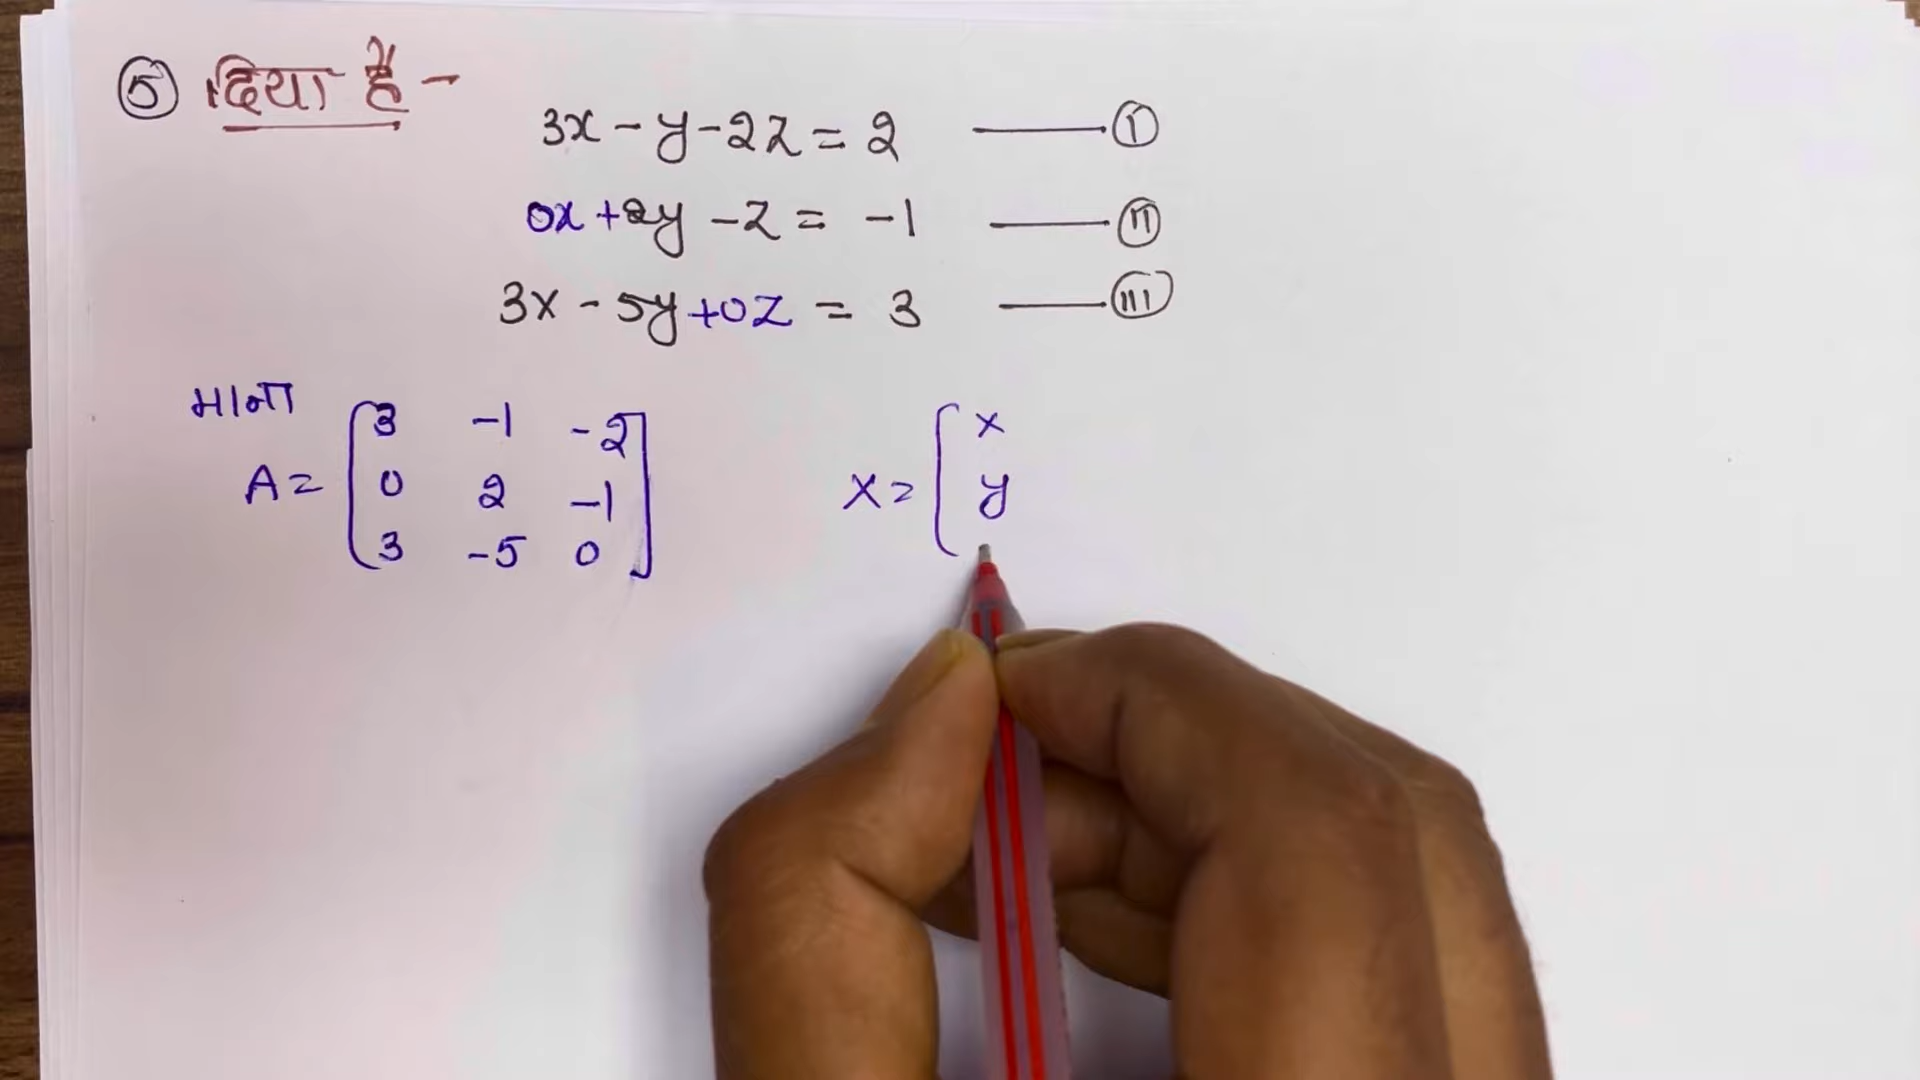 ⑤ दिया है -
3x - y - 2z = 2 ——— Ⓘ
0x + 2y - z = -1 ——— Ⅱ
3x - 5y + 0z = 3 ——— Ⅲ
माना
A = [3 -1 -2]
[0 2 -1]
[3 -5 0]
X = [x
y